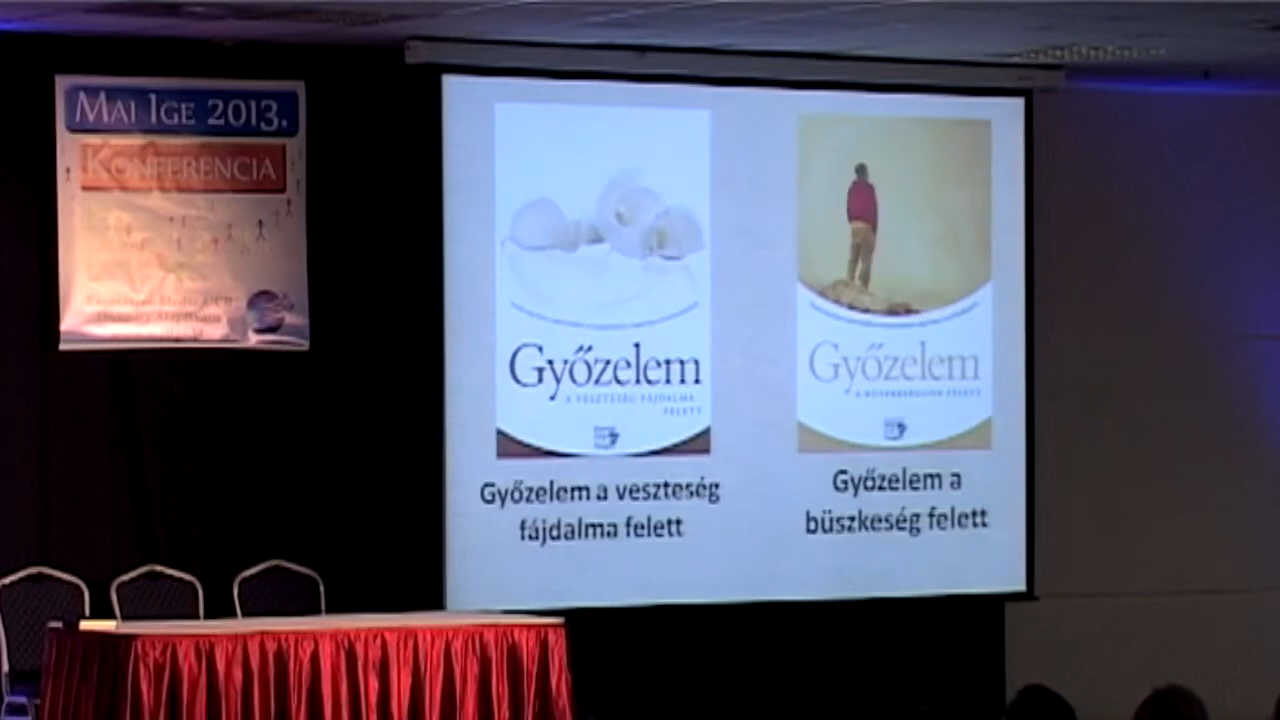 MAI IGE 2013.
KONFERENCIA
Győzelem
A VESZTESÉG FÁJDALMA
FELETT
Győzelem
Győzelem a veszteség
fájdalma felett
Győzelem a
büszkeség felett